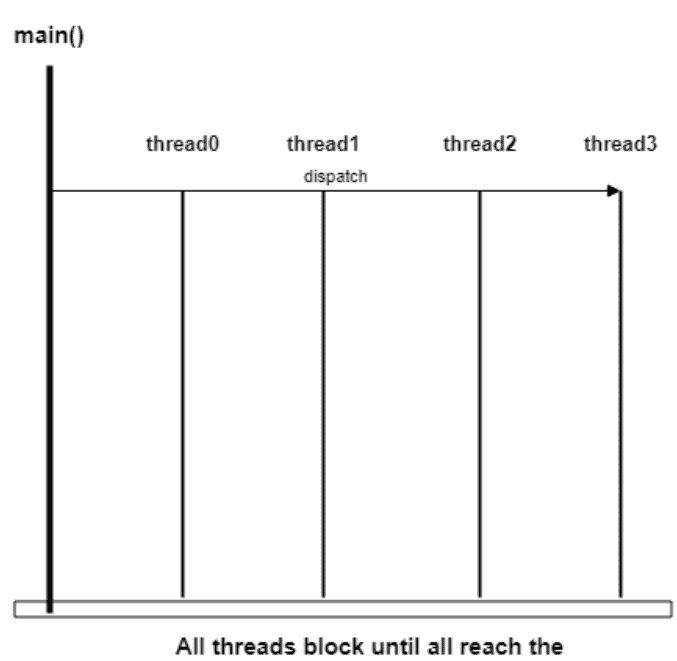 main()
thread0 thread1 thread2 thread3
dispatch
All threads block until all reach the